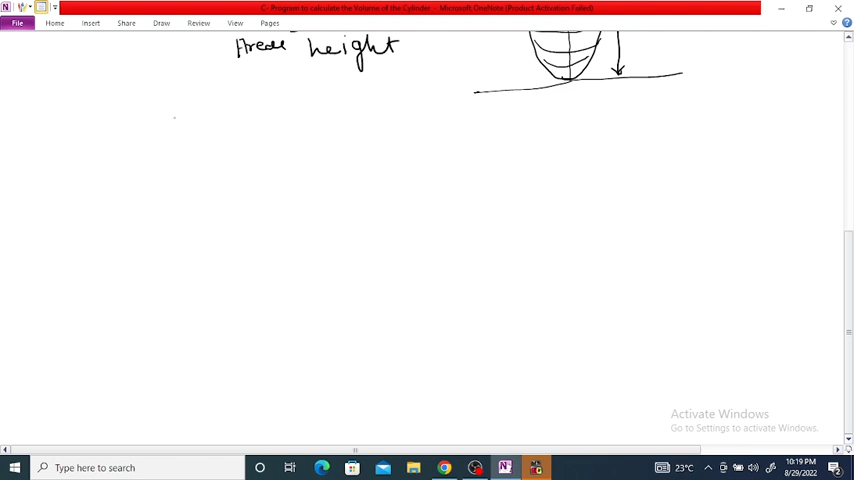 C- Program to calculate the Volume of the Cylinder - Microsoft OneNote (Product Activation Failed)
File Home Insert Share Draw Review View Pages
Area height
Activate Windows
Go to Settings to activate Windows.
Type here to search
23°C
10:19 PM
8/29/2022
2